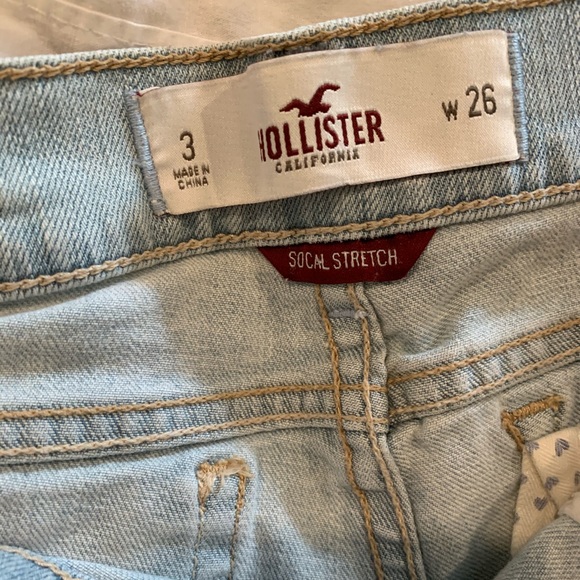 3
MADE IN
CHINA
HOLLISTER
CALIFORNIA
W 26
SOCAL STRETCH